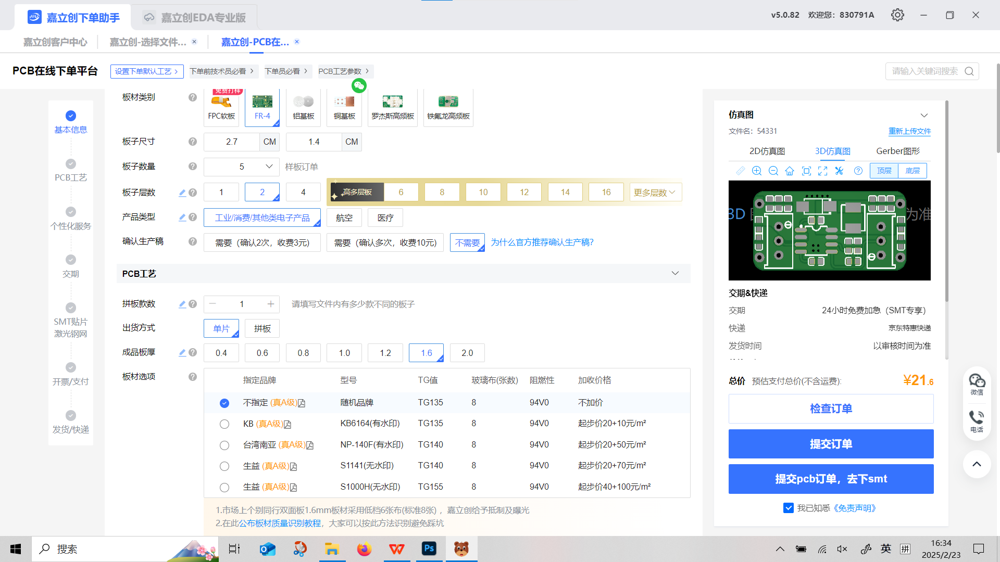 嘉立创下单助手
嘉立创EDA专业版
v5.0.82 欢迎您：830791A
嘉立创客户中心
嘉立创-选择文件...
嘉立创-PCB在...
PCB在线下单平台
设置下单默认工艺
下单前技术员必看
下单员必看
PCB工艺参数
请输入关键词搜索
基本信息
PCB工艺
个性化服务
交期
SMT贴片
激光钢网
开票/支付
发货/快递
板材类别
免费打样
FPC软板
FR-4
铝基板
铜基板
罗杰斯高频板
铁氟龙高频板
板子尺寸
2.7 CM
1.4 CM
板子数量
5
样板订单
板子层数
1 2 4 高多层板 6 8 10 12 14 16 更多层数
产品类型
工业/消费/其他类电子产品
航空
医疗
确认生产稿
需要（确认2次，收费3元)
需要（确认多次，收费10元)
不需要
为什么官方推荐确认生产稿?
PCB工艺
拼板款数
1
请填写文件内有多少款不同的板子
出货方式
单片
拼板
成品板厚
0.4 0.6 0.8 1.0 1.2 1.6 2.0
板材选项
指定品牌 型号 TG值 玻璃布(张数) 阻燃性 加收价格
不指定 (真A级) 随机品牌 TG135 8 94V0 不加价
KB (真A级) KB6164(有水印) TG135 8 94V0 起步价20+10元/m²
台湾南亚 (真A级) NP-140F(有水印) TG140 8 94V0 起步价20+50元/m²
生益 (真A级) S1141(无水印) TG140 8 94V0 起步价20+70元/m²
生益 (真A级) S1000H(无水印) TG155 8 94V0 起步价40+100元/m²
1.市场上个别同行双面板1.6mm板材采用低档6张布(标准8张)，嘉立创给予抵制及曝光
2.在此公布板材质量识别教程，大家可以按此方法识别避免踩坑
仿真图
文件名：54331
重新上传文件
2D仿真图
3D仿真图
Gerber图形
顶层
底层
3D
为准
交期&快递
交期 24小时免费加急（SMT专享）
快递 京东特惠快递
发货时间 以审核时间为准
总价 预估支付总价(不含运费):
¥21.6
检查订单
提交订单
提交pcb订单，去下smt
我已知悉《免责声明》
微信
电话
搜索
Ps
英
拼
16:34
2025/2/23